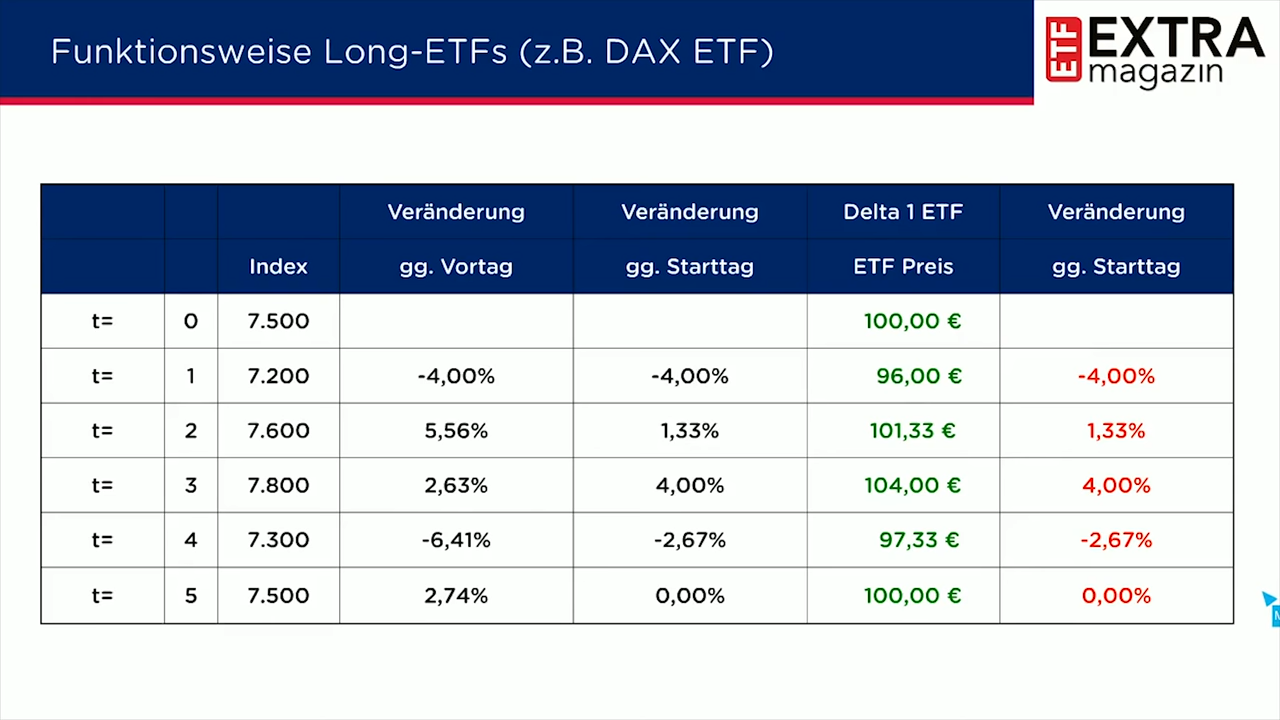 Funktionsweise Long-ETFs (z.B. DAX ETF)
ETF EXTRA
magazin
Veränderung Veränderung Delta 1 ETF Veränderung
Index gg. Vortag gg. Starttag ETF Preis gg. Starttag
t= 0 7.500 100,00 €
t= 1 7.200 -4,00% -4,00% 96,00 € -4,00%
t= 2 7.600 5,56% 1,33% 101,33 € 1,33%
t= 3 7.800 2,63% 4,00% 104,00 € 4,00%
t= 4 7.300 -6,41% -2,67% 97,33 € -2,67%
t= 5 7.500 2,74% 0,00% 100,00 € 0,00%